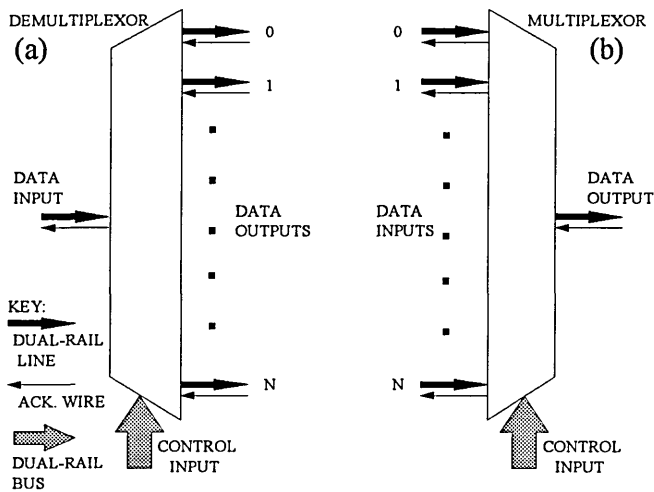 DEMULTIPLEXOR
(a)
0
1
DATA
INPUT
DATA
OUTPUTS
KEY:
DUAL-RAIL
LINE
ACK. WIRE
DUAL-RAIL
BUS
N
CONTROL
INPUT
MULTIPLEXOR
(b)
0
1
DATA
INPUTS
DATA
OUTPUT
N
CONTROL
INPUT